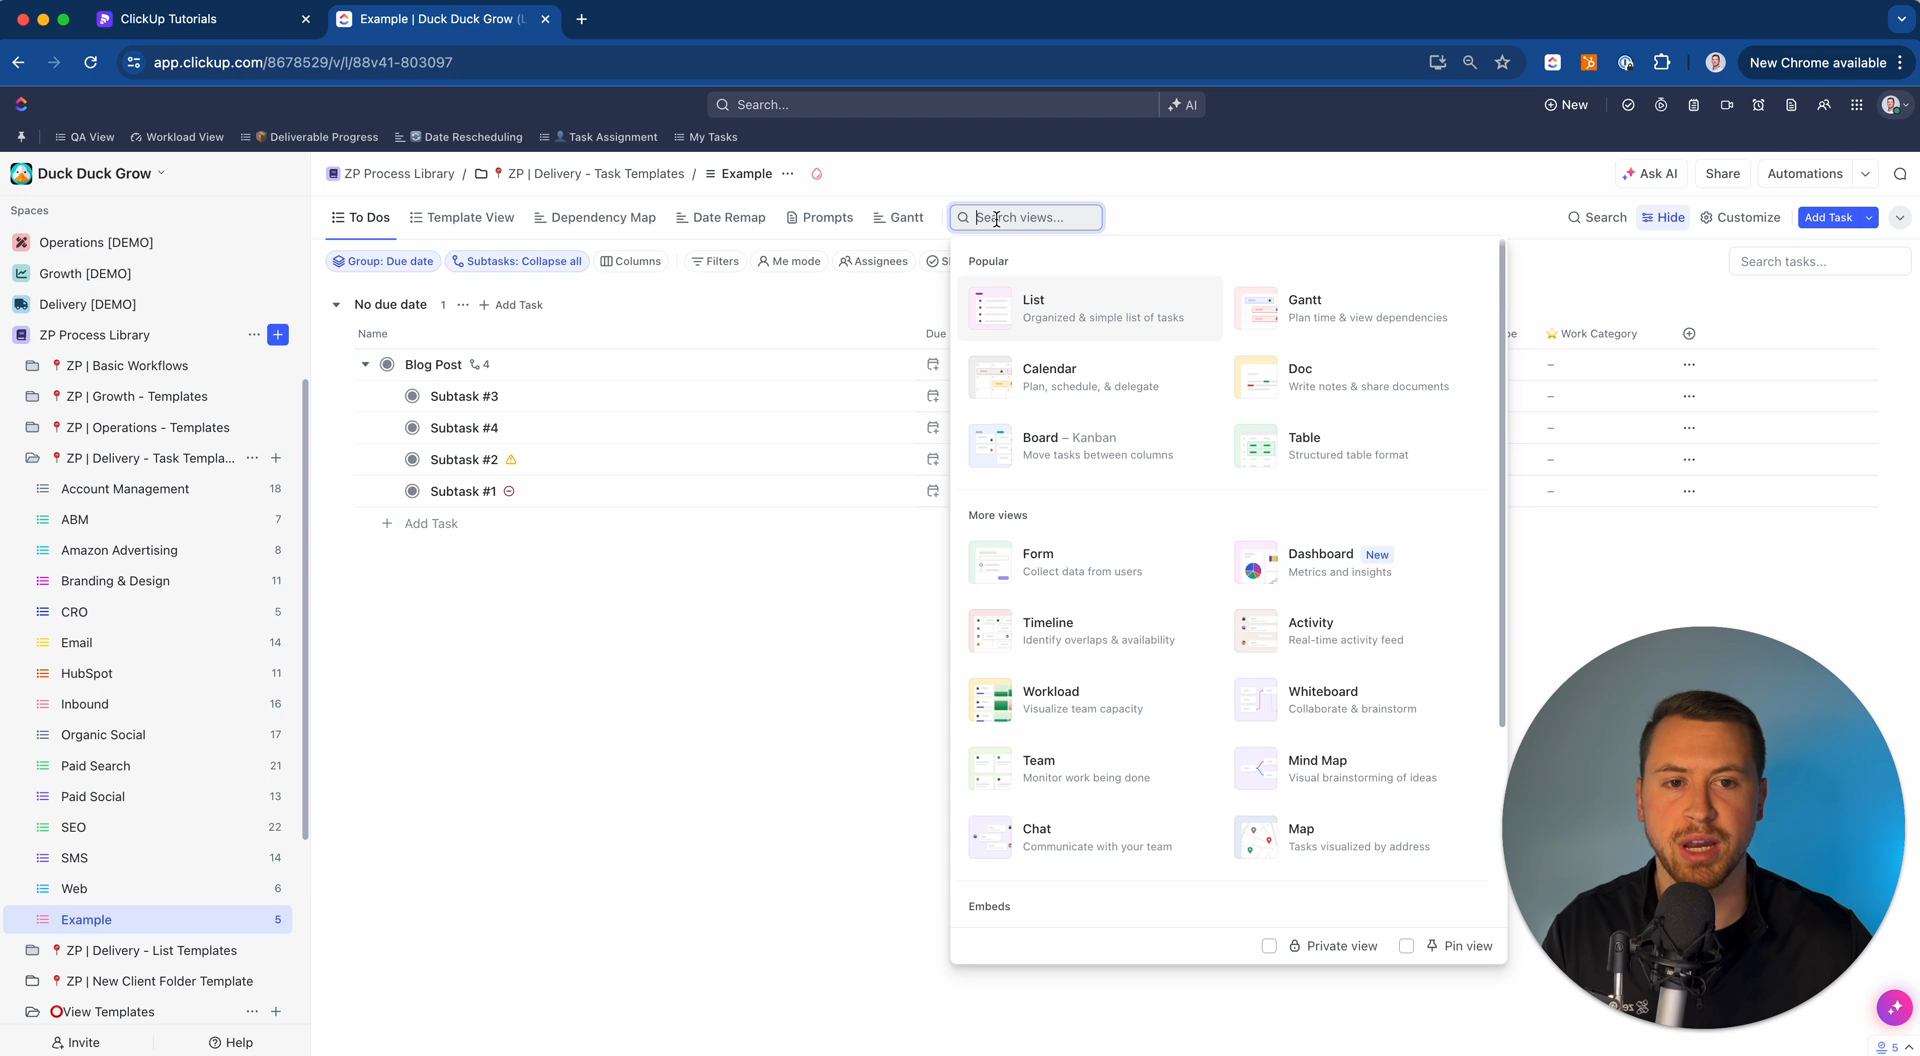 ClickUp Tutorials
Example | Duck Duck Grow (L
app.clickup.com/8678529/v/l/88v41-803097
New Chrome available
Search...
AI
New
QA View
Workload View
Deliverable Progress
Date Rescheduling
Task Assignment
My Tasks
Duck Duck Grow
ZP Process Library / ZP | Delivery - Task Templates / Example
Ask AI
Share
Automations
Spaces
Operations [DEMO]
Growth [DEMO]
Delivery [DEMO]
ZP Process Library
ZP | Basic Workflows
ZP | Growth - Templates
ZP | Operations - Templates
ZP | Delivery - Task Templa...
Account Management 18
ABM 7
Amazon Advertising 8
Branding & Design 11
CRO 5
Email 14
HubSpot 11
Inbound 16
Organic Social 17
Paid Search 21
Paid Social 13
SEO 22
SMS 14
Web 6
Example 5
ZP | Delivery - List Templates
ZP | New Client Folder Template
View Templates
Invite
Help
To Dos
Template View
Dependency Map
Date Remap
Prompts
Gantt
Search views...
Search
Hide
Customize
Add Task
Group: Due date
Subtasks: Collapse all
Columns
Filters
Me mode
Assignees
Search tasks...
No due date 1
Add Task
Name
Due
Work Category
Blog Post 4
–
Subtask #3
–
Subtask #4
–
Subtask #2
–
Subtask #1
–
Add Task
Popular
List
Organized & simple list of tasks
Gantt
Plan time & view dependencies
Calendar
Plan, schedule, & delegate
Doc
Write notes & share documents
Board – Kanban
Move tasks between columns
Table
Structured table format
More views
Form
Collect data from users
Dashboard New
Metrics and insights
Timeline
Identify overlaps & availability
Activity
Real-time activity feed
Workload
Visualize team capacity
Whiteboard
Collaborate & brainstorm
Team
Monitor work being done
Mind Map
Visual brainstorming of ideas
Chat
Communicate with your team
Map
Tasks visualized by address
Embeds
Private view
Pin view
5